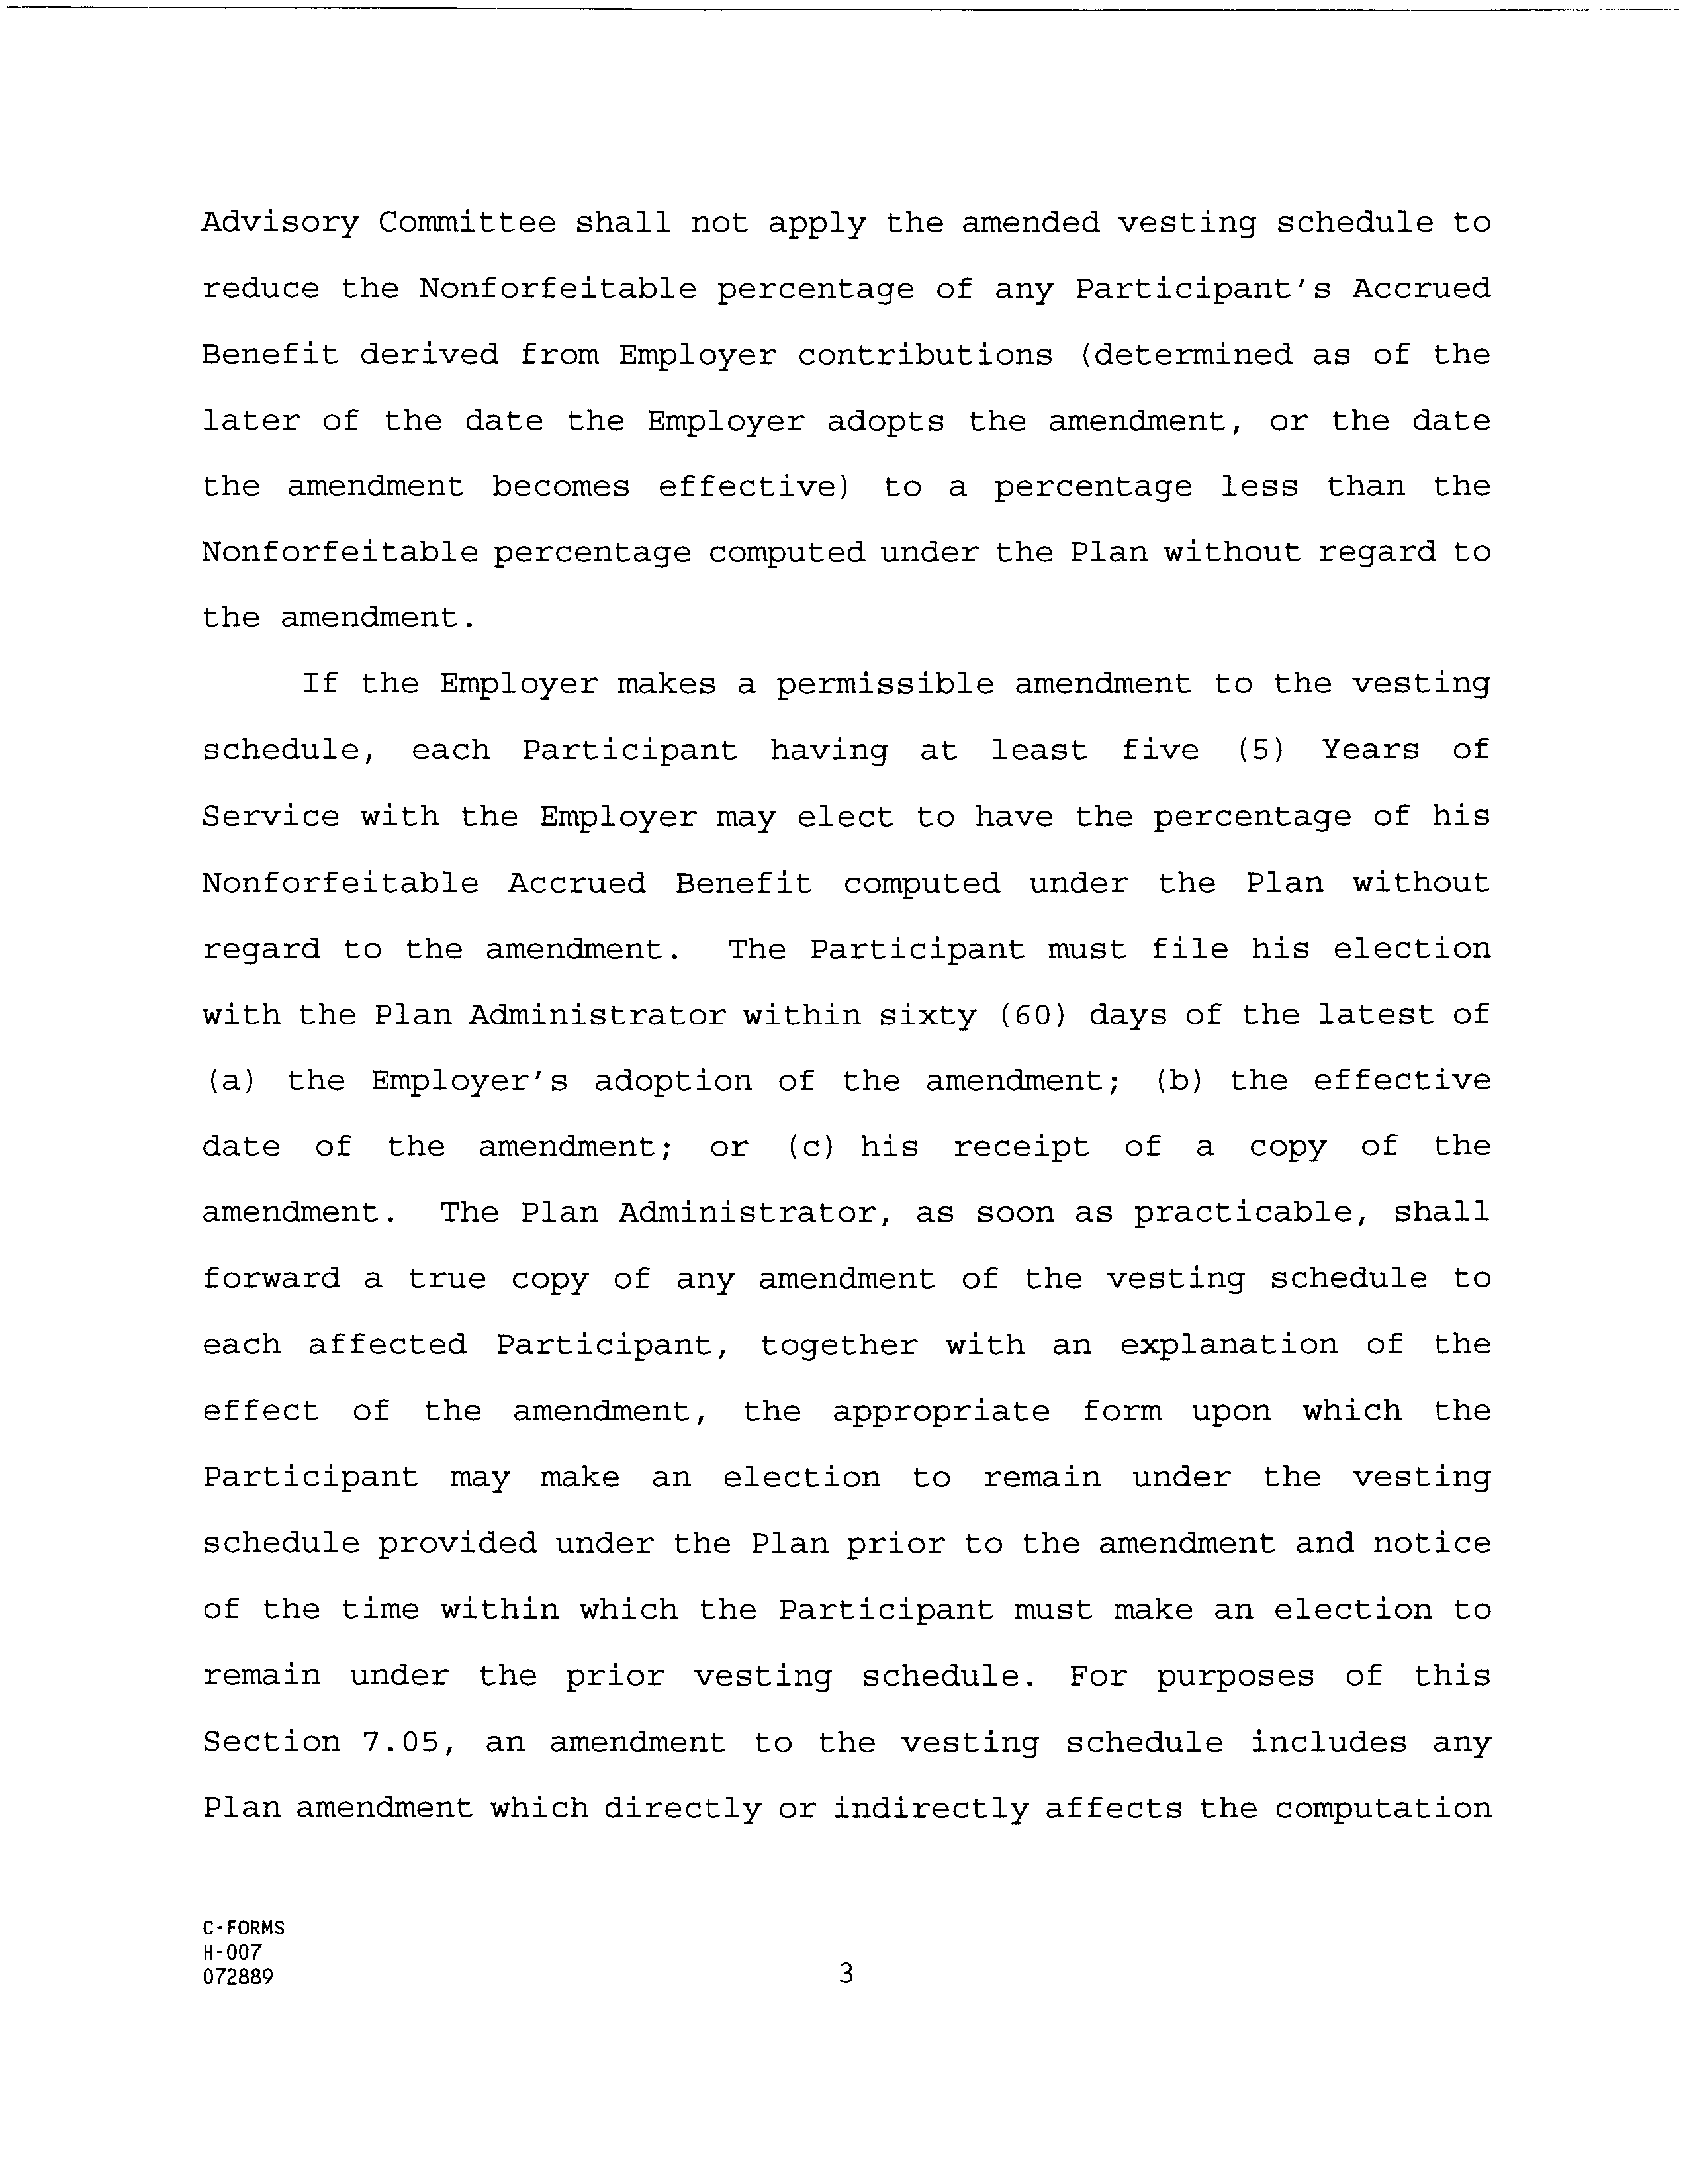 Advisory Committee shall not apply the amended vesting schedule to
reduce the Nonforfeitable percentage of any Participant's Accrued
Benefit derived from Employer contributions (determined as of the
later of the date the Employer adopts the amendment, or the date
the amendment becomes effective) to a percentage less than the
Nonforfeitable percentage computed under the Plan without regard to
the amendment.
If the Employer makes a permissible amendment to the vesting
schedule, each Participant having at least five (5) Years of
Service with the Employer may elect to have the percentage of his
Nonforfeitable Accrued Benefit computed under the Plan without
regard to the amendment. The Participant must file his election
with the Plan Administrator within sixty (60) days of the latest of
(a) the Employer's adoption of the amendment; (b) the effective
date of the amendment; or (c) his receipt of a copy of the
amendment. The Plan Administrator, as soon as practicable, shall
forward a true copy of any amendment of the vesting schedule to
each affected Participant, together with an explanation of the
effect of the amendment, the appropriate form upon which the
Participant may make an election to remain under the vesting
schedule provided under the Plan prior to the amendment and notice
of the time within which the Participant must make an election to
remain under the prior vesting schedule. For purposes of this
Section 7.05, an amendment to the vesting schedule includes any
Plan amendment which directly or indirectly affects the computation
C-FORMS
H-007
072889
3